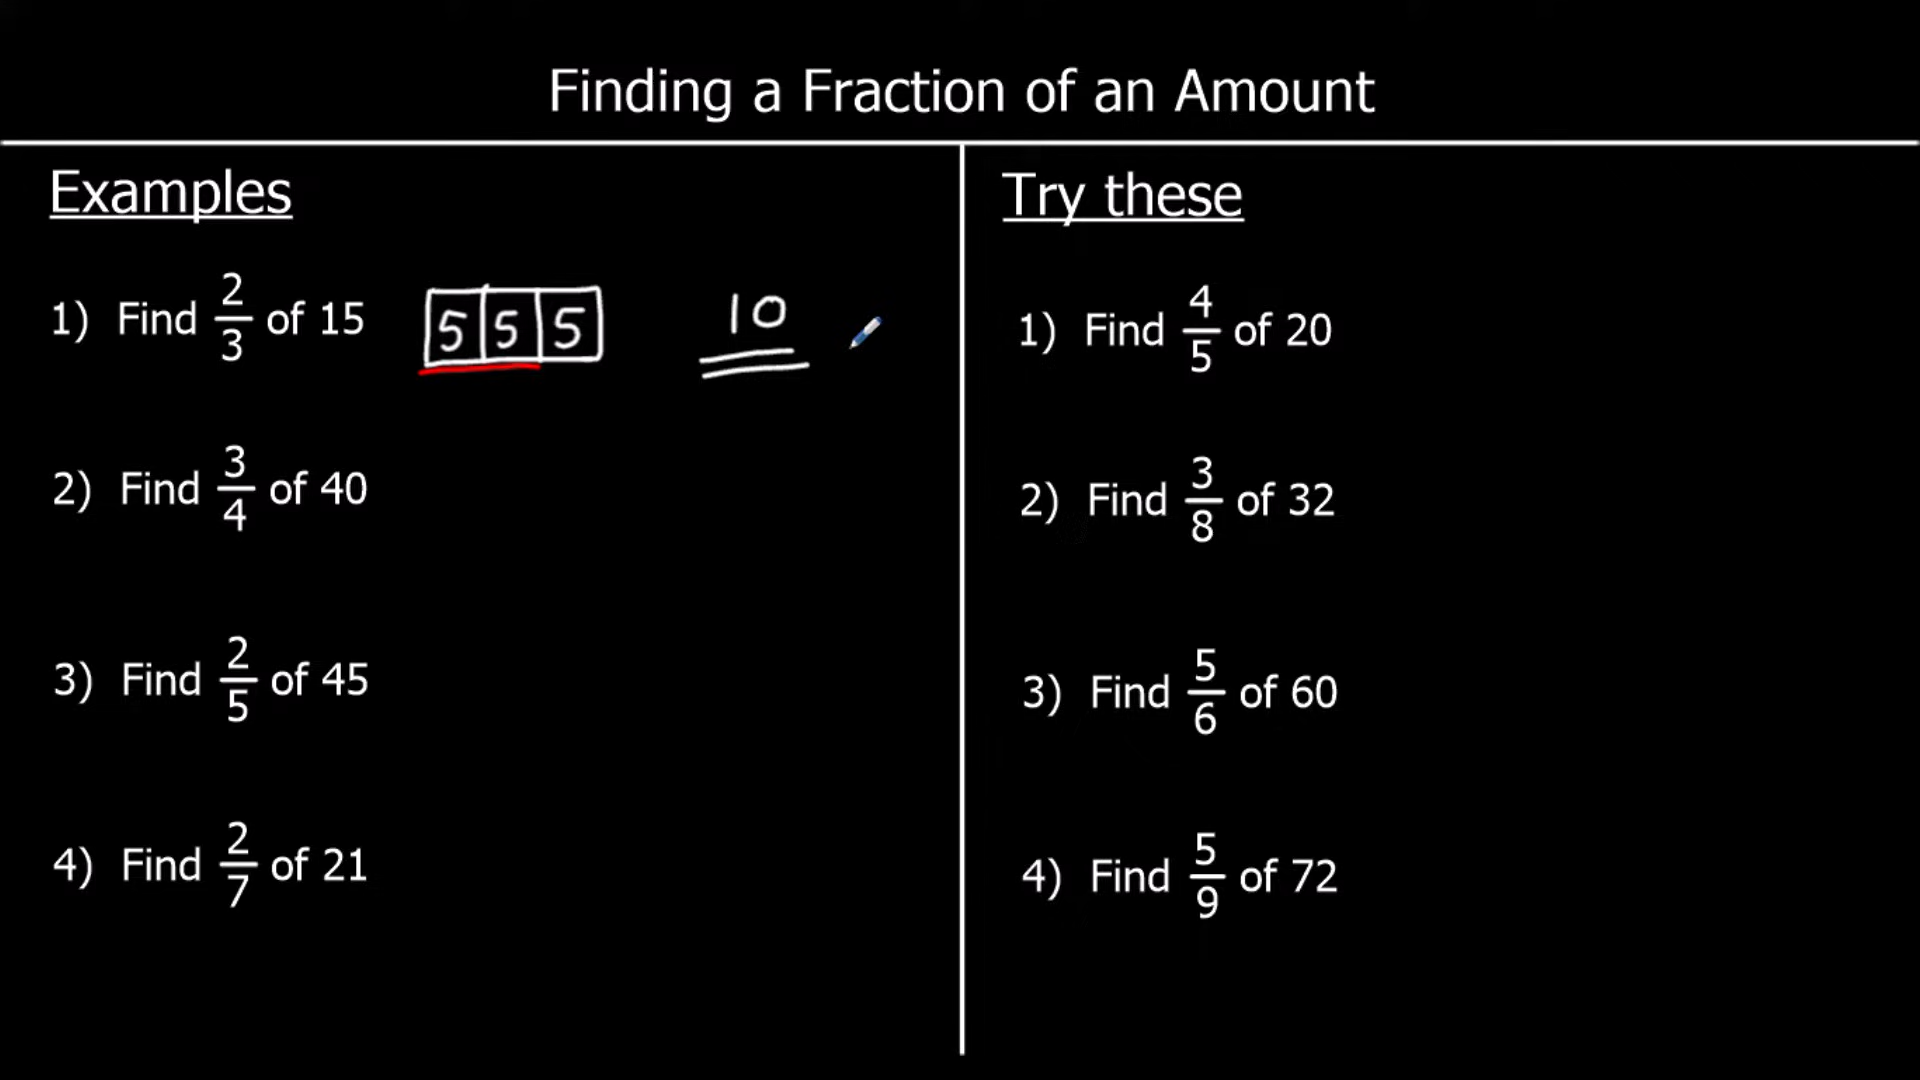 Finding a Fraction of an Amount
Examples
1) Find 2/3 of 15 5 5 5 10
2) Find 3/4 of 40
3) Find 2/5 of 45
4) Find 2/7 of 21
Try these
1) Find 4/5 of 20
2) Find 3/8 of 32
3) Find 5/6 of 60
4) Find 5/9 of 72